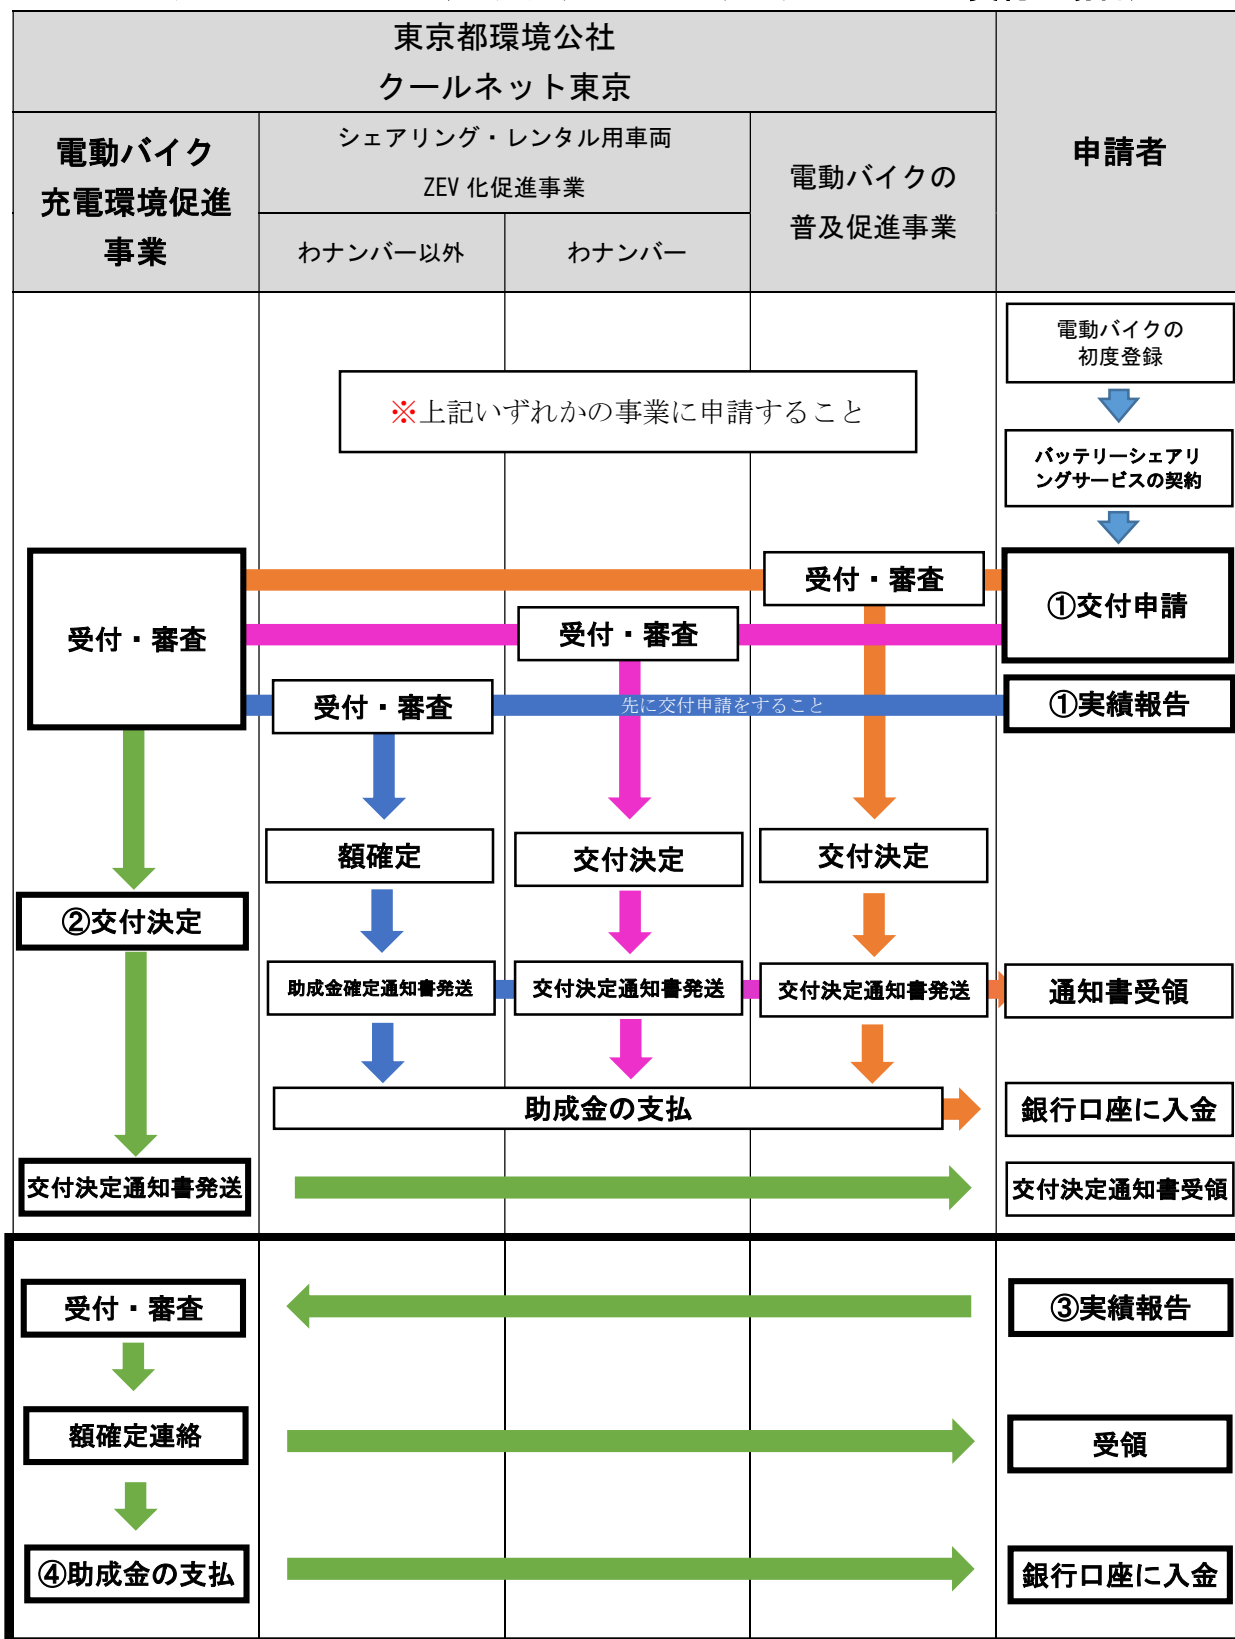 東京都環境公社
クールネット東京
申請者
電動バイク
充電環境促進
事業
シェアリング・レンタル用車両
ZEV 化促進事業
わナンバー以外
わナンバー
電動バイクの
普及促進事業
電動バイクの
初度登録
※上記いずれかの事業に申請すること
バッテリーシェアリ
ングサービスの契約
受付・審査
①交付申請
受付・審査
受付・審査
受付・審査
先に交付申請をすること
①実績報告
額確定
交付決定
交付決定
②交付決定
助成金確定通知書発送
交付決定通知書発送
交付決定通知書発送
通知書受領
助成金の支払
銀行口座に入金
交付決定通知書発送
交付決定通知書受領
受付・審査
③実績報告
額確定連絡
受領
④助成金の支払
銀行口座に入金